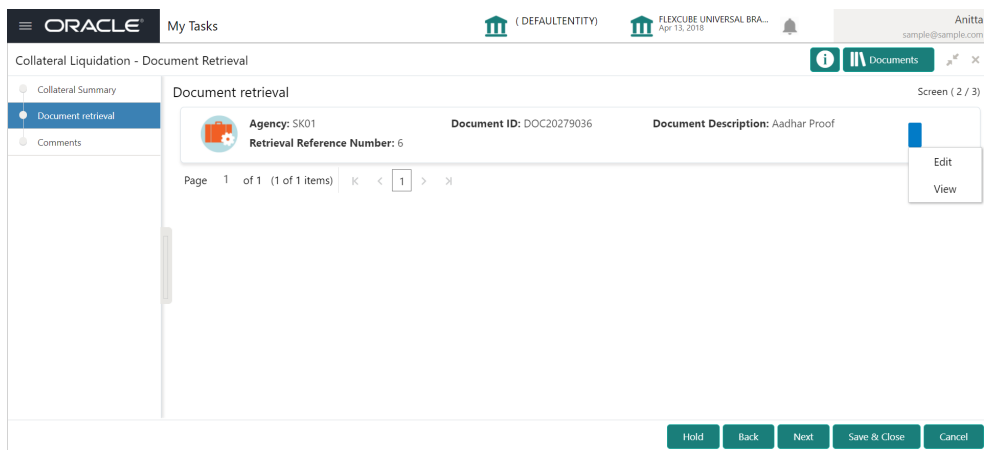 ORACLE®
My Tasks
( DEFAULTENTITY)
FLEXCUBE UNIVERSAL BRA...
Apr 13, 2018
Anitta
sample@sample.com
Collateral Liquidation - Document Retrieval
Documents
Collateral Summary
Document retrieval
Comments
Document retrieval
Screen ( 2 / 3)
Agency: SK01
Document ID: DOC20279036
Document Description: Aadhar Proof
Retrieval Reference Number: 6
Edit
View
Page 1 of 1 (1 of 1 items) K < 1 > X
Hold
Back
Next
Save & Close
Cancel